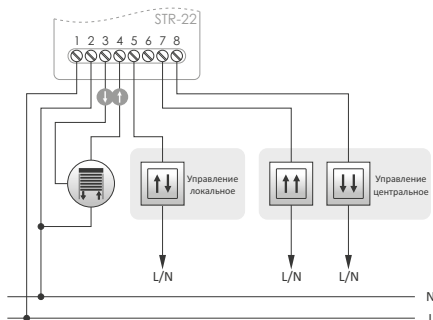 STR-22
1 2 3 4 5 6 7 8
Управление
локальное
Управление
центральное
L/N
L/N
L/N
N
L